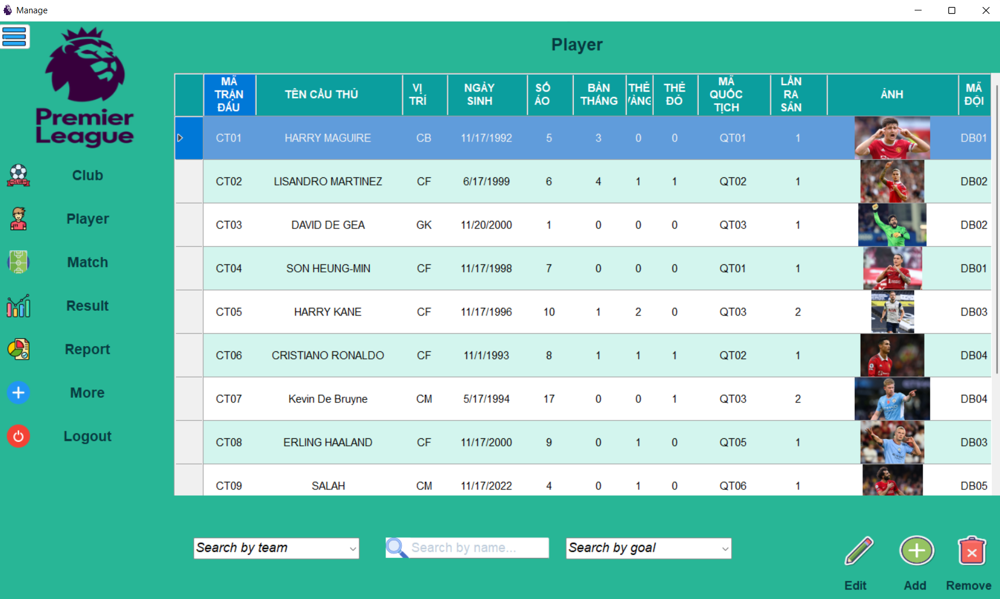 Manage
Premier
League
Player
Club
Player
Match
Result
Report
More
Logout
MÃ TRẬN ĐẤU TÊN CẦU THỦ VỊ TRÍ NGÀY SINH SỐ ÁO BÀN THẮNG THẺ VÀNG THẺ ĐỎ MÃ QUỐC TỊCH LẦN RA SÂN ẢNH MÃ ĐỘI
CT01 HARRY MAGUIRE CB 11/17/1992 5 3 0 0 QT01 1 DB01
CT02 LISANDRO MARTINEZ CF 6/17/1999 6 4 1 1 QT02 1 DB02
CT03 DAVID DE GEA GK 11/20/2000 1 0 0 0 QT03 1 DB02
CT04 SON HEUNG-MIN CF 11/17/1998 7 0 0 0 QT01 1 DB01
CT05 HARRY KANE CF 11/17/1996 10 1 2 0 QT03 2 DB03
CT06 CRISTIANO RONALDO CF 11/1/1993 8 1 1 1 QT02 1 DB04
CT07 Kevin De Bruyne CM 5/17/1994 17 0 0 1 QT03 2 DB04
CT08 ERLING HAALAND CF 11/17/2000 9 0 1 0 QT05 1 DB03
CT09 SALAH CM 11/17/2022 4 0 1 0 QT06 1 DB05
Search by team
Search by name...
Search by goal
Edit
Add
Remove